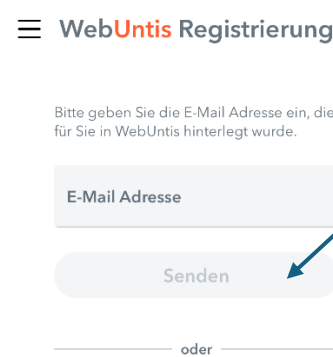 WebUntis Registrierung
Bitte geben Sie die E-Mail Adresse ein, die
für Sie in WebUntis hinterlegt wurde.
E-Mail Adresse
Senden
oder